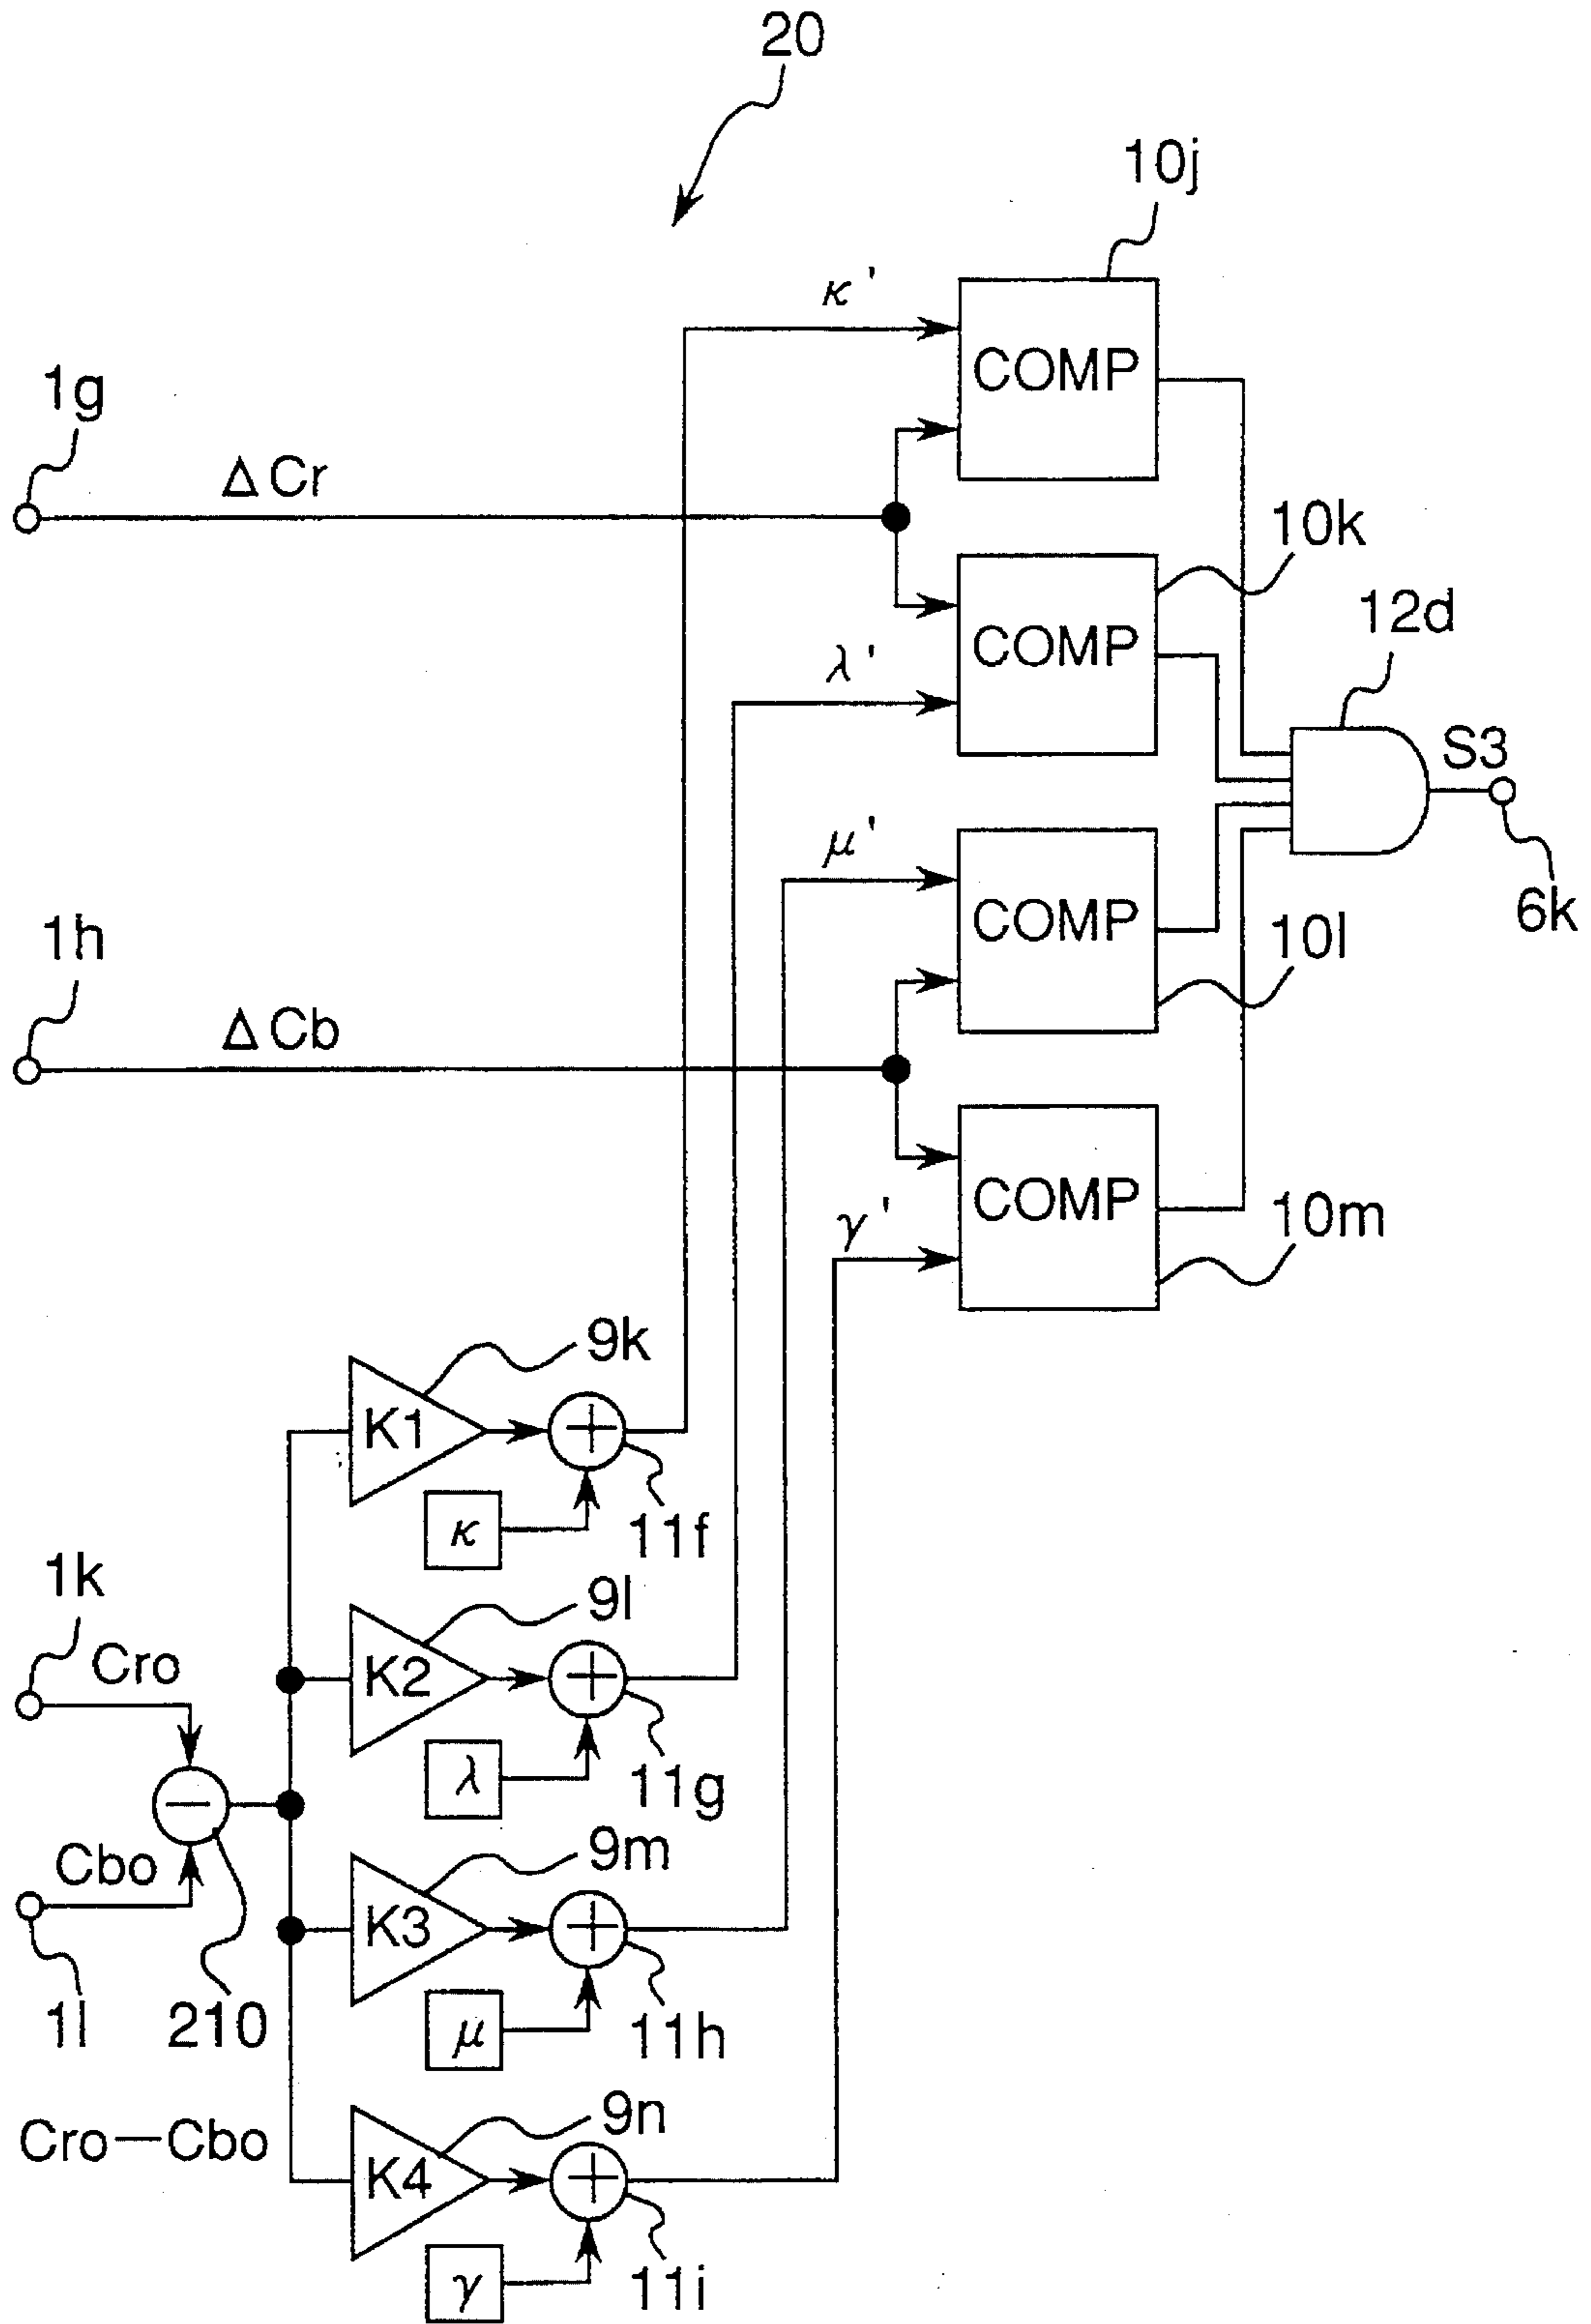 20
10j
κ'
COMP
1g
ΔCr
10k
COMP
12d
λ'
S3
μ'
6k
COMP
1h
10l
ΔCb
COMP
γ'
10m
9k
K1
κ
11f
1k
9l
Cro
K2
λ
11g
Cbo
9m
K3
1l
210
μ
11h
9n
Cro—Cbo
K4
γ
11i